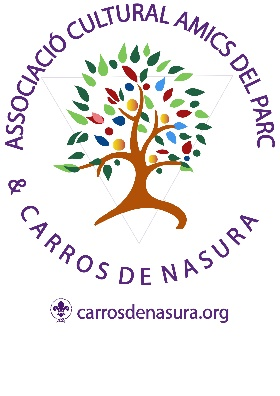 ASSOCIACIÓ CULTURAL AMICS DEL PARC
& CARROS DE NASURA
carrosdenasura.org